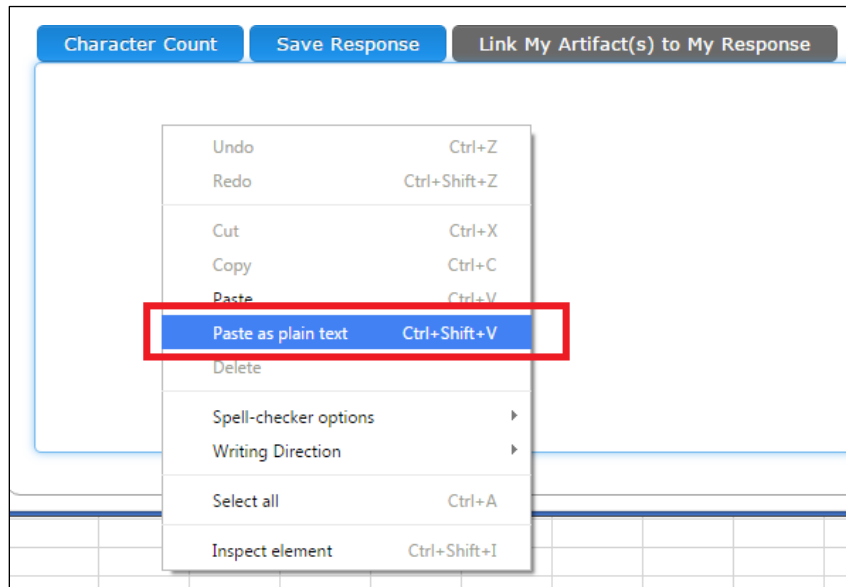 Character Count Save Response Link My Artifact(s) to My Response
Undo Ctrl+Z
Redo Ctrl+Shift+Z
Cut Ctrl+X
Copy Ctrl+C
Paste Ctrl+V
Paste as plain text Ctrl+Shift+V
Delete
Spell-checker options
Writing Direction
Select all Ctrl+A
Inspect element Ctrl+Shift+I